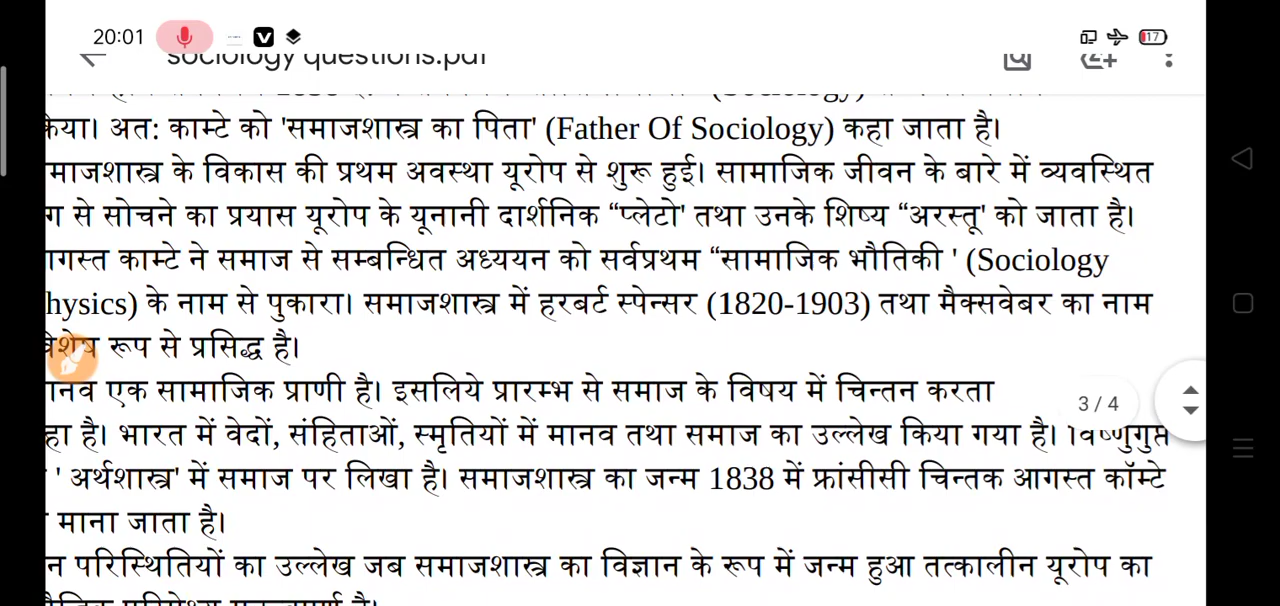 20:01 V 17
sociology questions.pdf
किया। अत: काम्टे को 'समाजशास्त्र का पिता' (Father Of Sociology) कहा जाता है।
माजशास्त्र के विकास की प्रथम अवस्था यूरोप से शुरू हुई। सामाजिक जीवन के बारे में व्यवस्थित
ग से सोचने का प्रयास यूरोप के यूनानी दार्शनिक “प्लेटो' तथा उनके शिष्य “अरस्तू' को जाता है।
ागस्त काम्टे ने समाज से सम्बन्धित अध्ययन को सर्वप्रथम “सामाजिक भौतिकी ' (Sociology
hysics) के नाम से पुकारा। समाजशास्त्र में हरबर्ट स्पेन्सर (1820-1903) तथा मैक्सवेबर का नाम
विशेष रूप से प्रसिद्ध है।
ानव एक सामाजिक प्राणी है। इसलिये प्रारम्भ से समाज के विषय में चिन्तन करता
3 / 4
हा है। भारत में वेदों, संहिताओं, स्मृतियों में मानव तथा समाज का उल्लेख किया गया है। विष्णुगुप्त
' अर्थशास्त्र' में समाज पर लिखा है। समाजशास्त्र का जन्म 1838 में फ्रांसीसी चिन्तक आगस्त कॉम्टे
माना जाता है।
न परिस्थितियों का उल्लेख जब समाजशास्त्र का विज्ञान के रूप में जन्म हुआ तत्कालीन यूरोप का